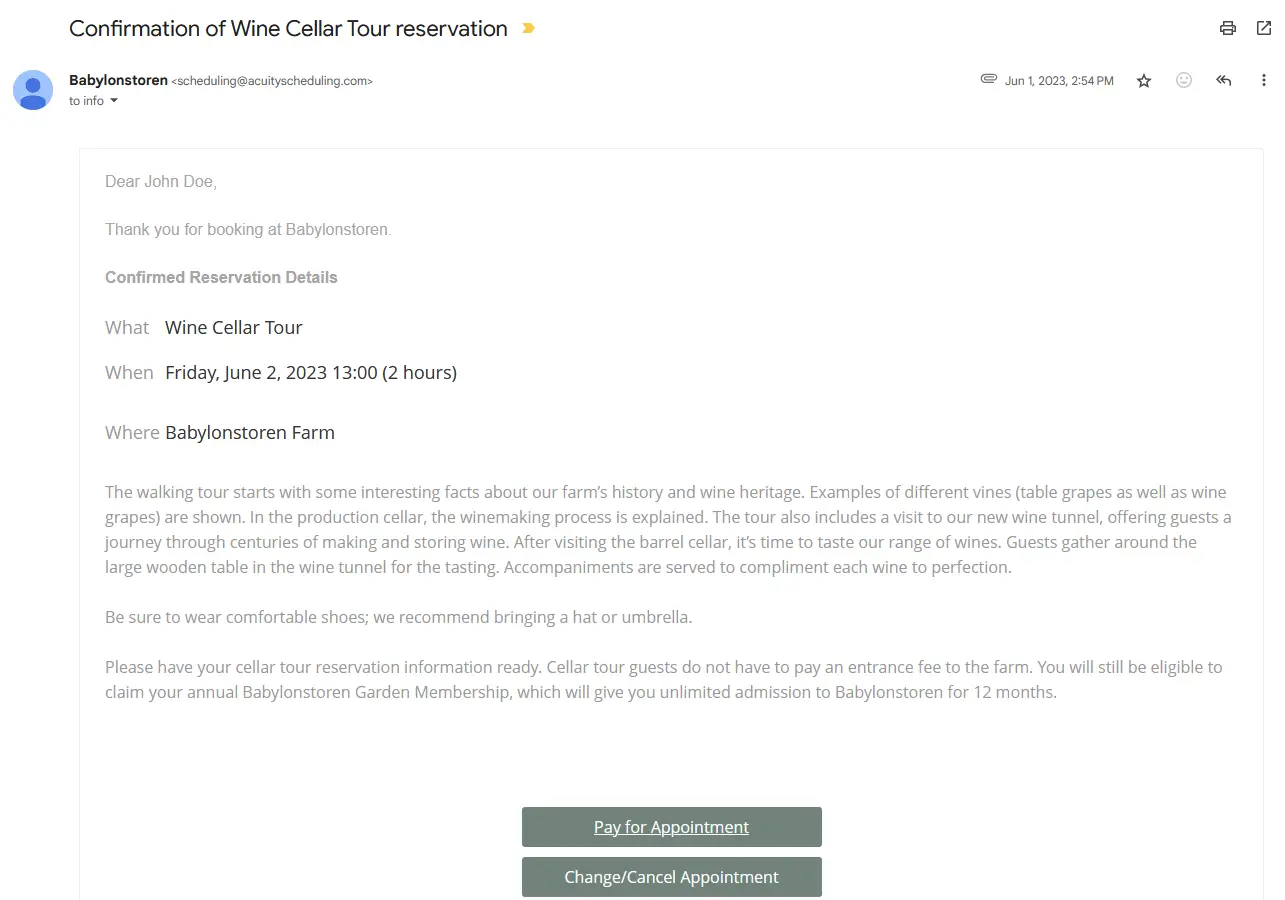 Confirmation of Wine Cellar Tour reservation
Babylonstoren <scheduling@acuityscheduling.com>
Jun 1, 2023, 2:54 PM
to info
Dear John Doe,
Thank you for booking at Babylonstoren.
Confirmed Reservation Details
What Wine Cellar Tour
When Friday, June 2, 2023 13:00 (2 hours)
Where Babylonstoren Farm
The walking tour starts with some interesting facts about our farm’s history and wine heritage. Examples of different vines (table grapes as well as wine
grapes) are shown. In the production cellar, the winemaking process is explained. The tour also includes a visit to our new wine tunnel, offering guests a
journey through centuries of making and storing wine. After visiting the barrel cellar, it’s time to taste our range of wines. Guests gather around the
large wooden table in the wine tunnel for the tasting. Accompaniments are served to compliment each wine to perfection.
Be sure to wear comfortable shoes; we recommend bringing a hat or umbrella.
Please have your cellar tour reservation information ready. Cellar tour guests do not have to pay an entrance fee to the farm. You will still be eligible to
claim your annual Babylonstoren Garden Membership, which will give you unlimited admission to Babylonstoren for 12 months.
Pay for Appointment
Change/Cancel Appointment